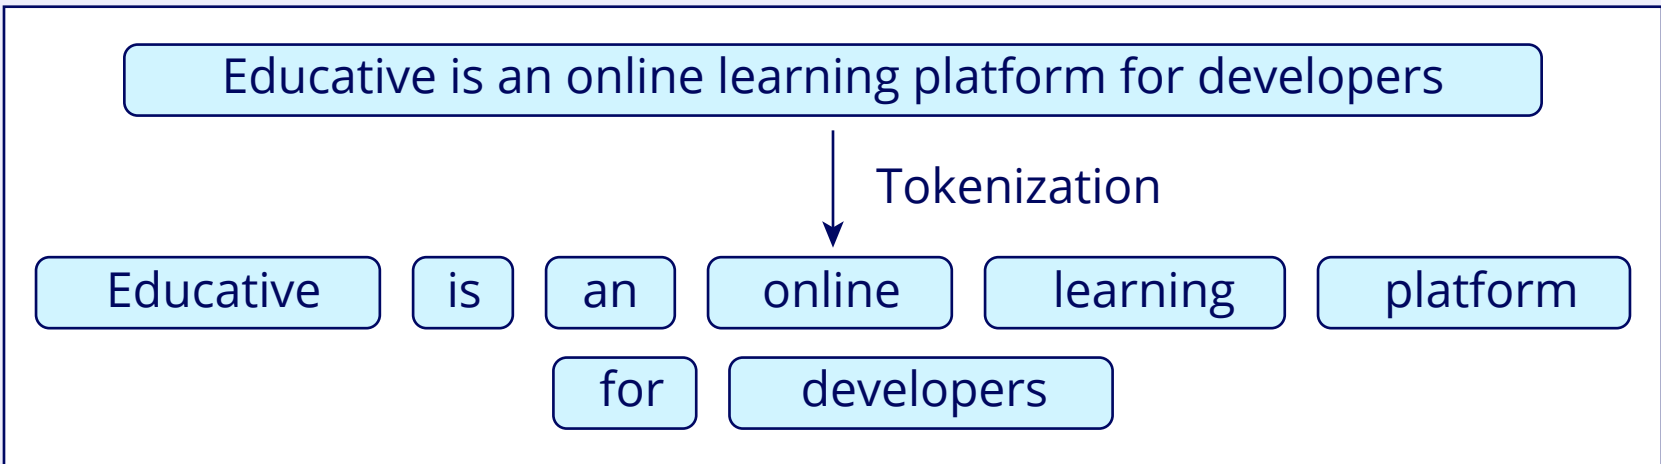 Educative is an online learning platform for developers
Tokenization
Educative is an online learning platform
for developers